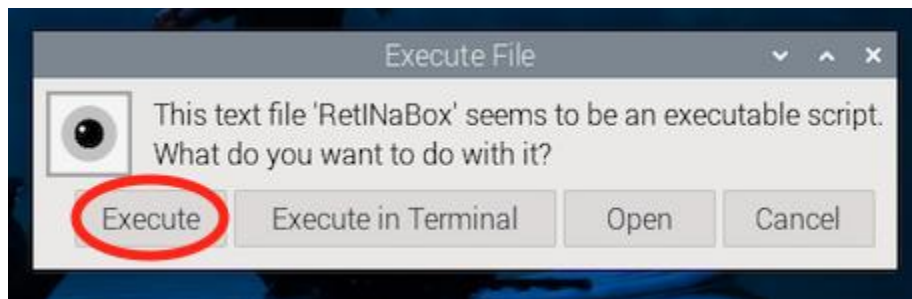 Execute File
This text file 'RetINaBox' seems to be an executable script.
What do you want to do with it?
Execute
Execute in Terminal
Open
Cancel